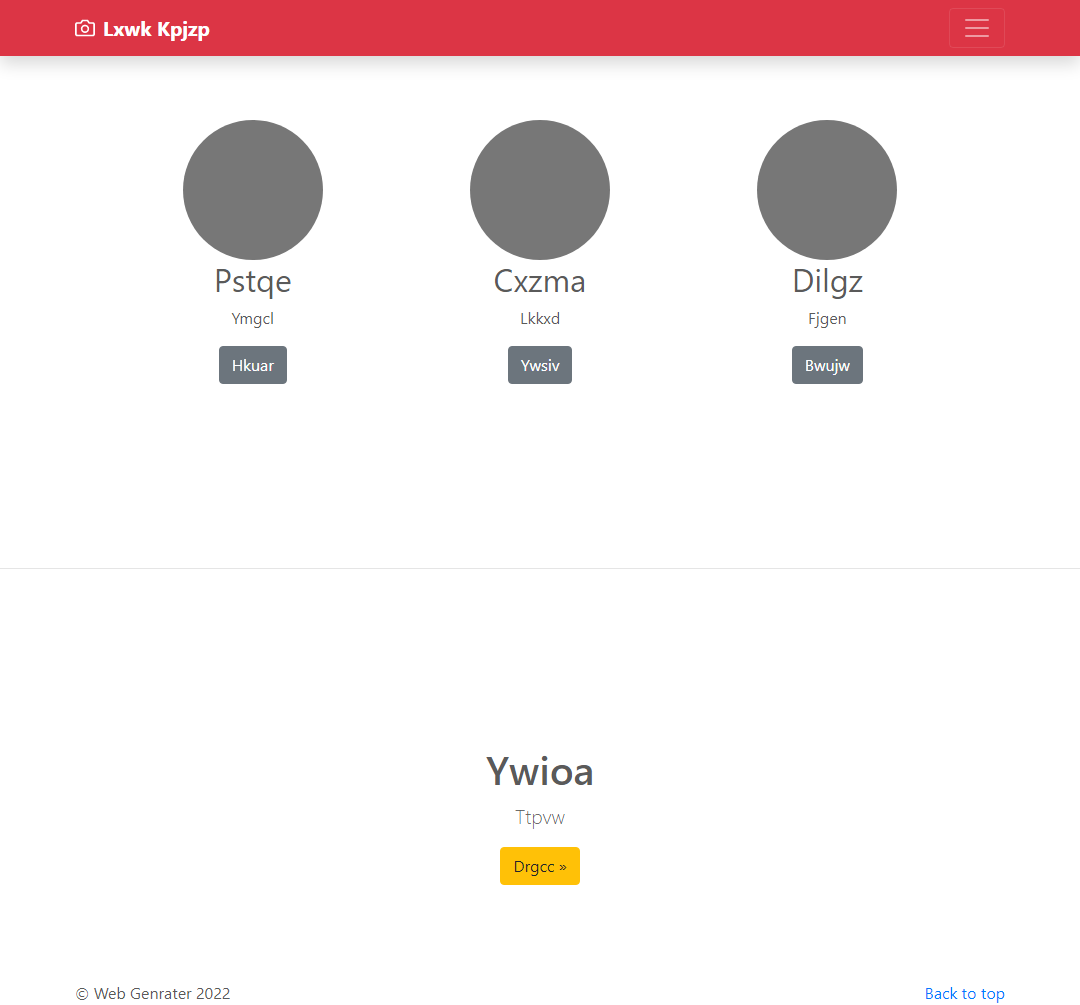 Lxwk Kpjzp
Pstqe
Ymgcl
Hkuar
Cxzma
Lkkxd
Ywsiv
Dilgz
Fjgen
Bwujw
Ywioa
Ttpvw
Drgcc »
© Web Genrater 2022
Back to top